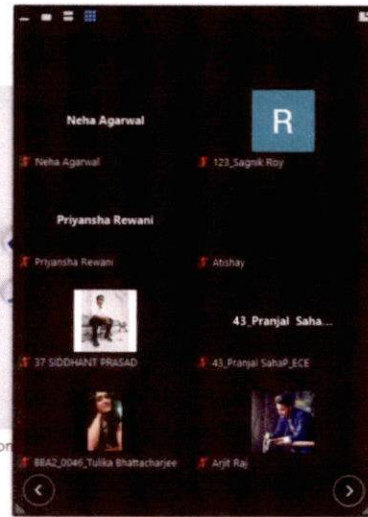 Neha Agarwal
R
Neha Agarwal
123_Sagnik Roy
Priyansha Rewani
Priyansha Rewani
Atishay
43_Pranjal Saha...
37 SIDDHANT PRASAD
43_Pranjal SahaP_ECE
BBA2_0046_Tulika Bhattacharjee
Arjit Raj
on